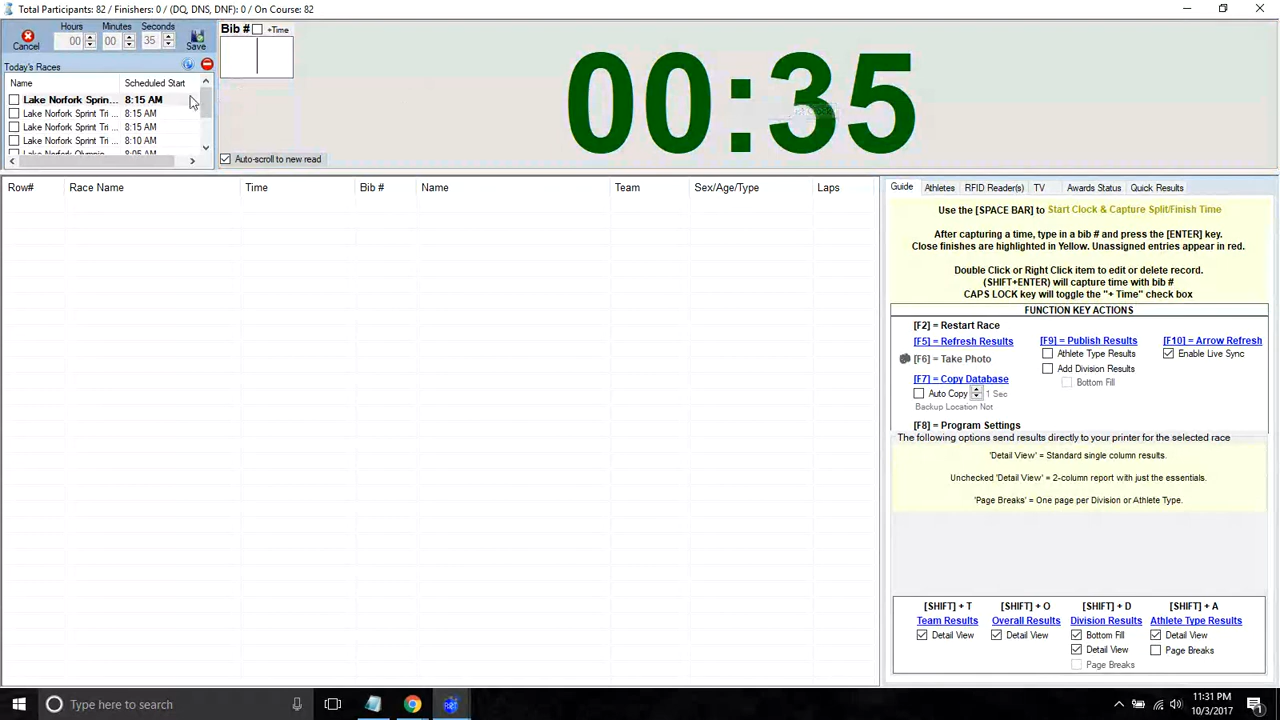 Total Participants: 82 / Finishers: 0 / (DQ, DNS, DNF): 0 / On Course: 82
Hours Minutes Seconds
Cancel 00 00 35 Save
Bib # +Time
00:35
Today's Races
Name Scheduled Start
Lake Norfork Sprin... 8:15 AM
Lake Norfork Sprint Tri ... 8:15 AM
Lake Norfork Sprint Tri ... 8:15 AM
Lake Norfork Sprint Tri ... 8:10 AM
Lake Norfork Olympic 8:05 AM
Auto-scroll to new read
Row# Race Name Time Bib # Name Team Sex/Age/Type Laps
Guide Athletes RFID Reader(s) TV Awards Status Quick Results
Use the [SPACE BAR] to Start Clock & Capture Split/Finish Time
After capturing a time, type in a bib # and press the [ENTER] key.
Close finishes are highlighted in Yellow. Unassigned entries appear in red.
Double Click or Right Click item to edit or delete record.
(SHIFT+ENTER) will capture time with bib #
CAPS LOCK key will toggle the "+ Time" check box
FUNCTION KEY ACTIONS
[F2] = Restart Race
[F5] = Refresh Results [F9] = Publish Results [F10] = Arrow Refresh
[F6] = Take Photo Athlete Type Results Enable Live Sync
Add Division Results
[F7] = Copy Database Bottom Fill
Auto Copy 1 Sec
Backup Location Not
[F8] = Program Settings
The following options send results directly to your printer for the selected race
'Detail View' = Standard single column results.
Unchecked 'Detail View' = 2-column report with just the essentials.
'Page Breaks' = One page per Division or Athlete Type.
[SHIFT] + T [SHIFT] + O [SHIFT] + D [SHIFT] + A
Team Results Overall Results Division Results Athlete Type Results
Detail View Detail View Bottom Fill Detail View
Detail View Page Breaks
Page Breaks
Type here to search
11:31 PM
10/3/2017